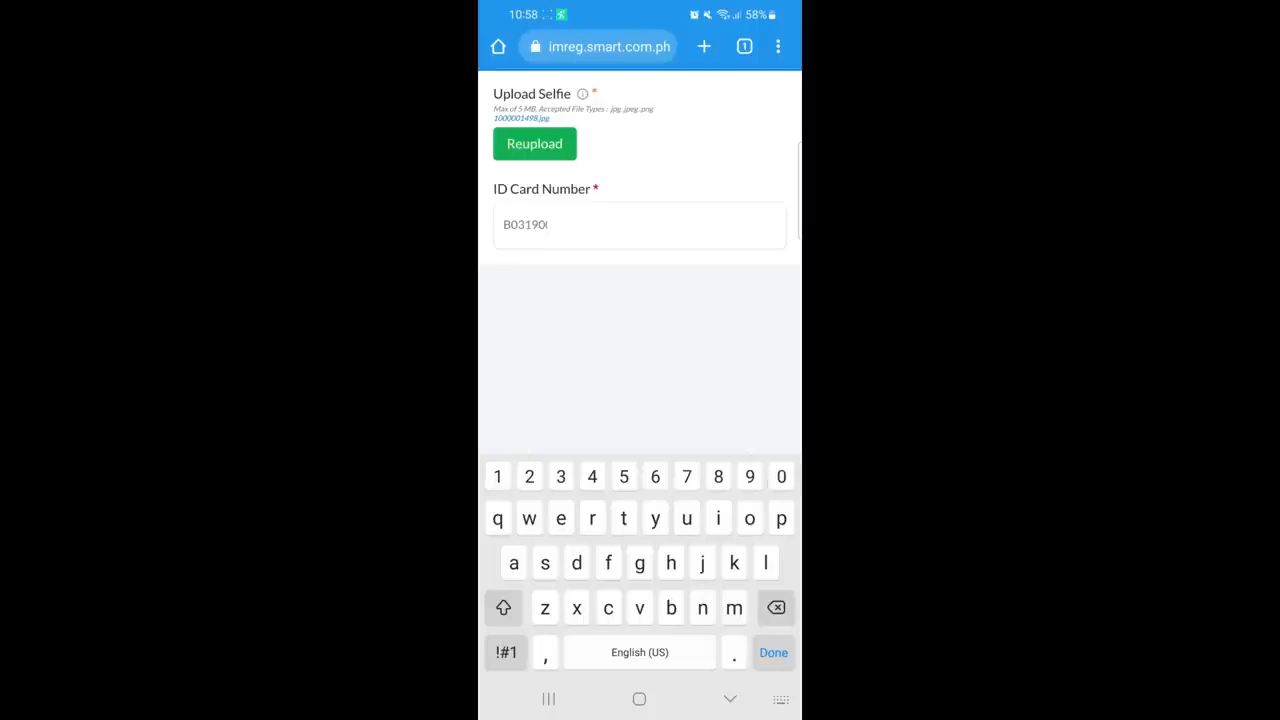 10:58 58%
imreg.smart.com.ph 1
Upload Selfie *
Max of 5 MB. Accepted File Types : .jpg .jpeg .png
1000001498.jpg
Reupload
ID Card Number *
B03190
1 2 3 4 5 6 7 8 9 0
q w e r t y u i o p
a s d f g h j k l
z x c v b n m
!#1 , English (US) . Done